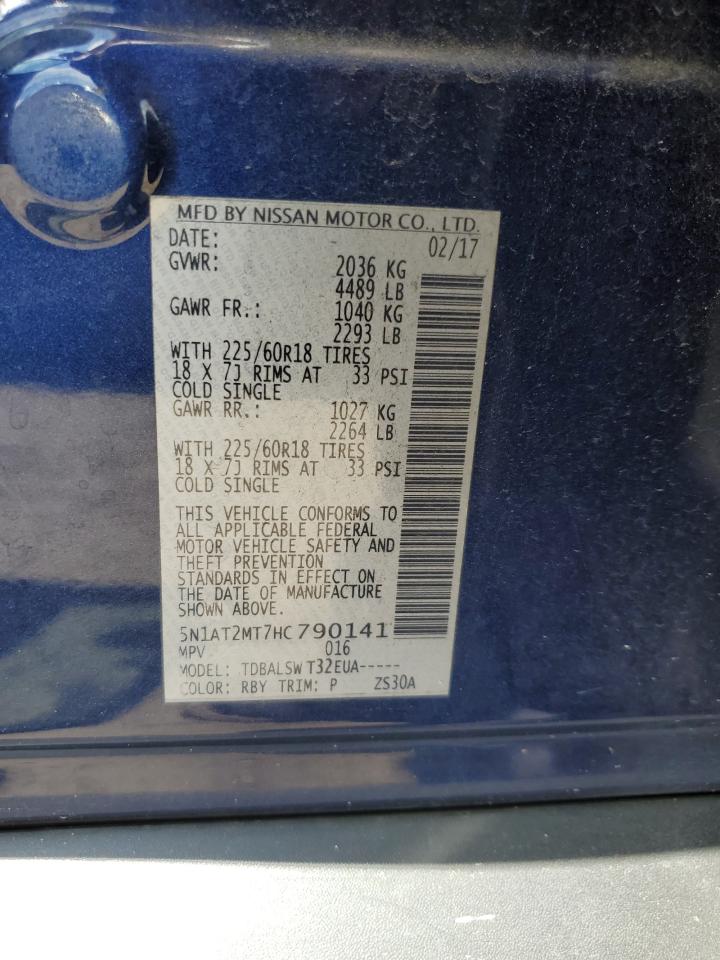 MFD BY NISSAN MOTOR CO., LTD.
DATE: 02/17
GVWR: 2036 KG
4489 LB
GAWR FR.: 1040 KG
2293 LB
WITH 225/60R18 TIRES
18 X 7J RIMS AT 33 PSI
COLD SINGLE
GAWR RR.: 1027 KG
2264 LB
WITH 225/60R18 TIRES
18 X 7J RIMS AT 33 PSI
COLD SINGLE
THIS VEHICLE CONFORMS TO
ALL APPLICABLE FEDERAL
MOTOR VEHICLE SAFETY AND
THEFT PREVENTION
STANDARDS IN EFFECT ON
THE DATE OF MANUFACTURE
SHOWN ABOVE.
5N1AT2MT7HC790141
MPV 016
MODEL: TDBALSW T32EUA-----
COLOR: RBY TRIM: P ZS30A